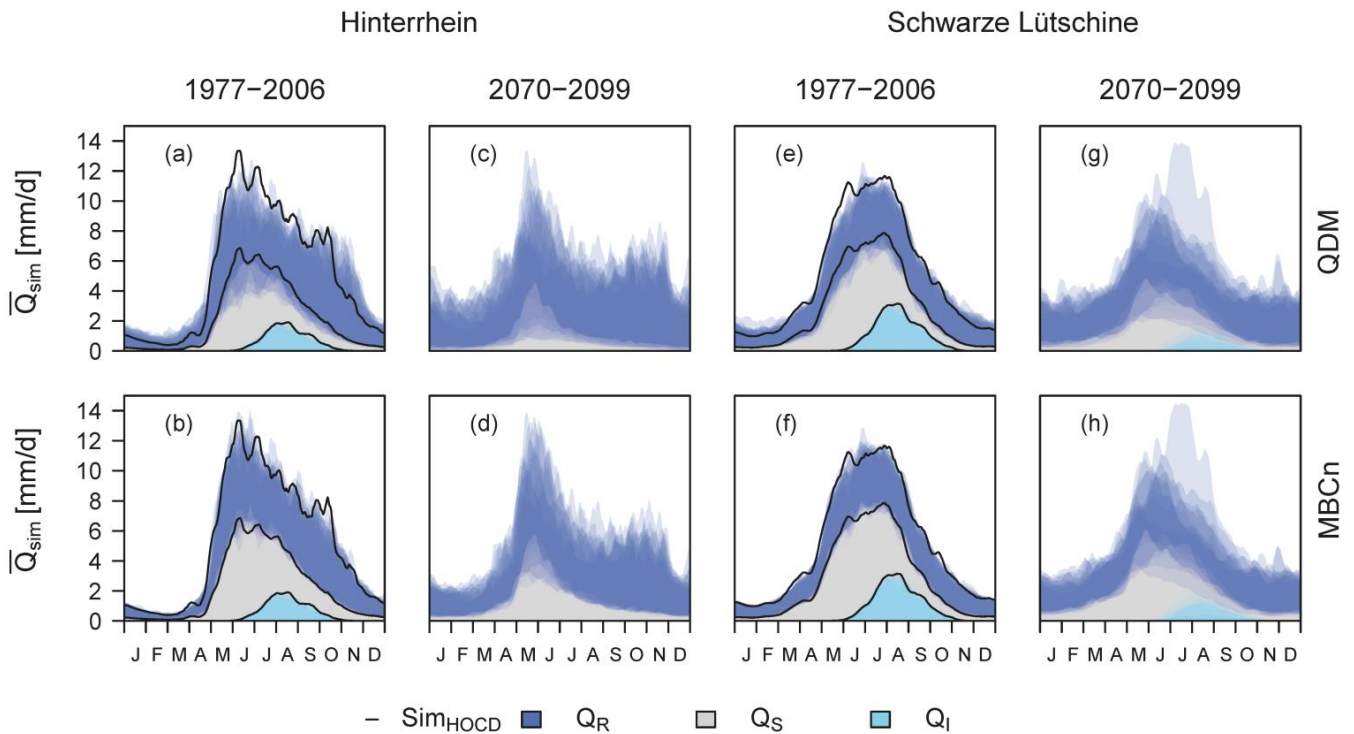 Hinterrhein Schwarze Lütschine
1977−2006 2070−2099 1977−2006 2070−2099
14
12
10
8
6
4
2
0
Q̅sim [mm/d]
(a) (c) (e) (g)
QDM
14
12
10
8
6
4
2
0
Q̅sim [mm/d]
(b) (d) (f) (h)
MBCn
J F M A M J J A S O N D J F M A M J J A S O N D J F M A M J J A S O N D J F M A M J J A S O N D
– SimHOCD QR QS QI